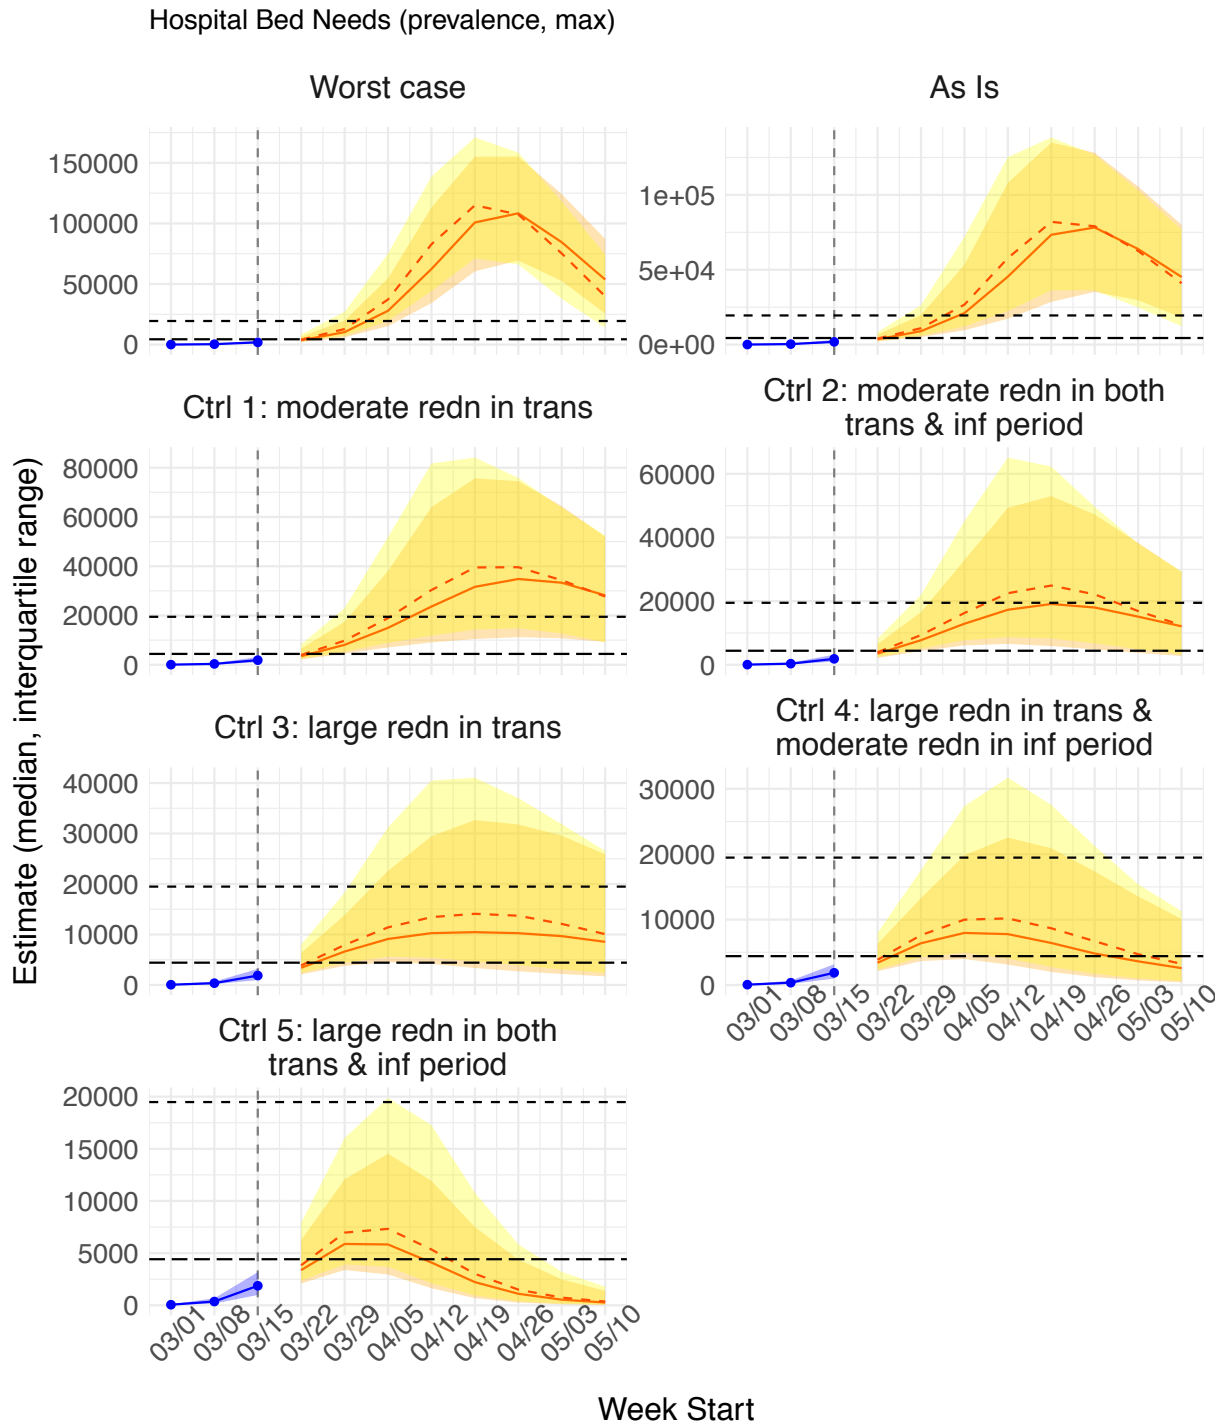 Hospital Bed Needs (prevalence, max)
Worst case
As Is
150000
100000
50000
0
1e+05
5e+04
0e+00
Ctrl 1: moderate redn in trans
Ctrl 2: moderate redn in both
trans & inf period
80000
60000
40000
20000
0
60000
40000
20000
0
Estimate (median, interquartile range)
Ctrl 3: large redn in trans
Ctrl 4: large redn in trans &
moderate redn in inf period
40000
30000
20000
10000
0
30000
20000
10000
0
03/01 03/08 03/15 03/22 03/29 04/05 04/12 04/19 04/26 05/03 05/10
Ctrl 5: large redn in both
trans & inf period
20000
15000
10000
5000
0
03/01 03/08 03/15 03/22 03/29 04/05 04/12 04/19 04/26 05/03 05/10
Week Start